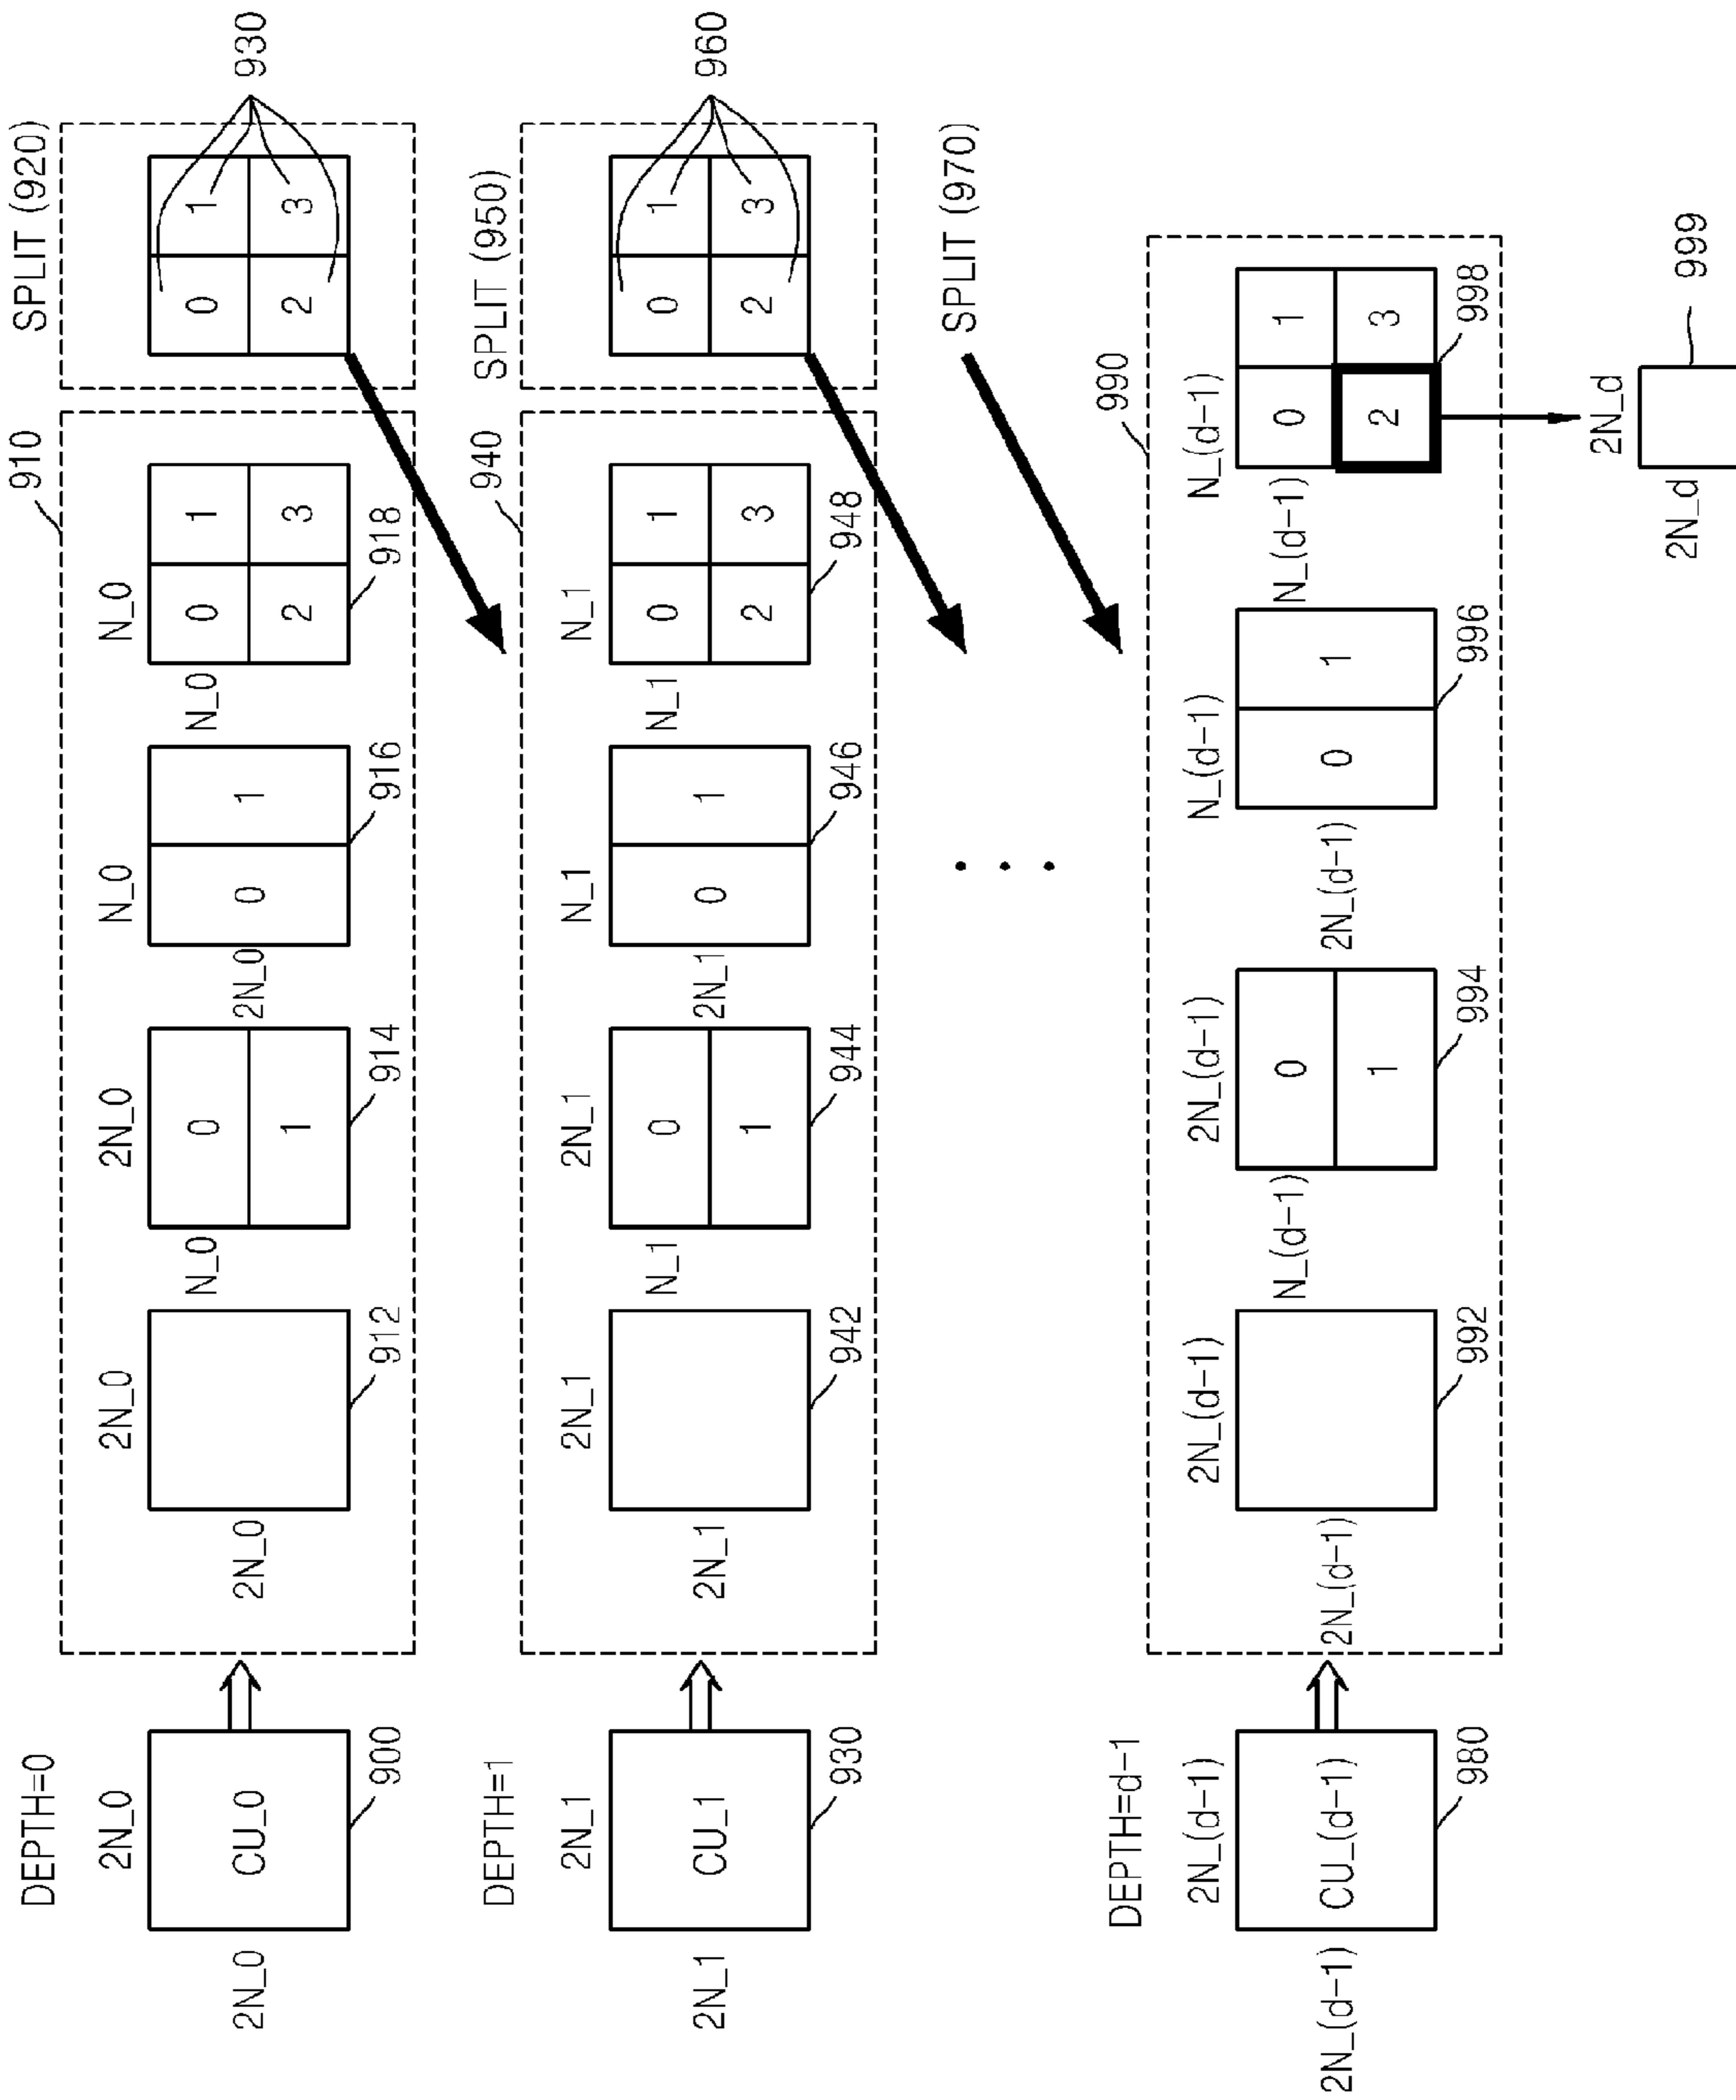 DEPTH=0
2N_0
2N_0
CU_0
900
910
2N_0
2N_0
912
2N_0
N_0
0
1
914
N_0
2N_0
0
1
916
N_0
N_0
0
1
2
3
918
SPLIT (920)
0
1
2
3
930
DEPTH=1
2N_1
2N_1
CU_1
930
940
2N_1
2N_1
942
2N_1
N_1
0
1
944
N_1
2N_1
0
1
946
N_1
N_1
0
1
2
3
948
SPLIT (950)
0
1
2
3
960
SPLIT (970)
DEPTH=d-1
2N_(d-1)
2N_(d-1)
CU_(d-1)
980
990
2N_(d-1)
2N_(d-1)
992
2N_(d-1)
N_(d-1)
0
1
994
N_(d-1)
2N_(d-1)
0
1
996
N_(d-1)
N_(d-1)
0
1
2
3
998
2N_d
2N_d
999